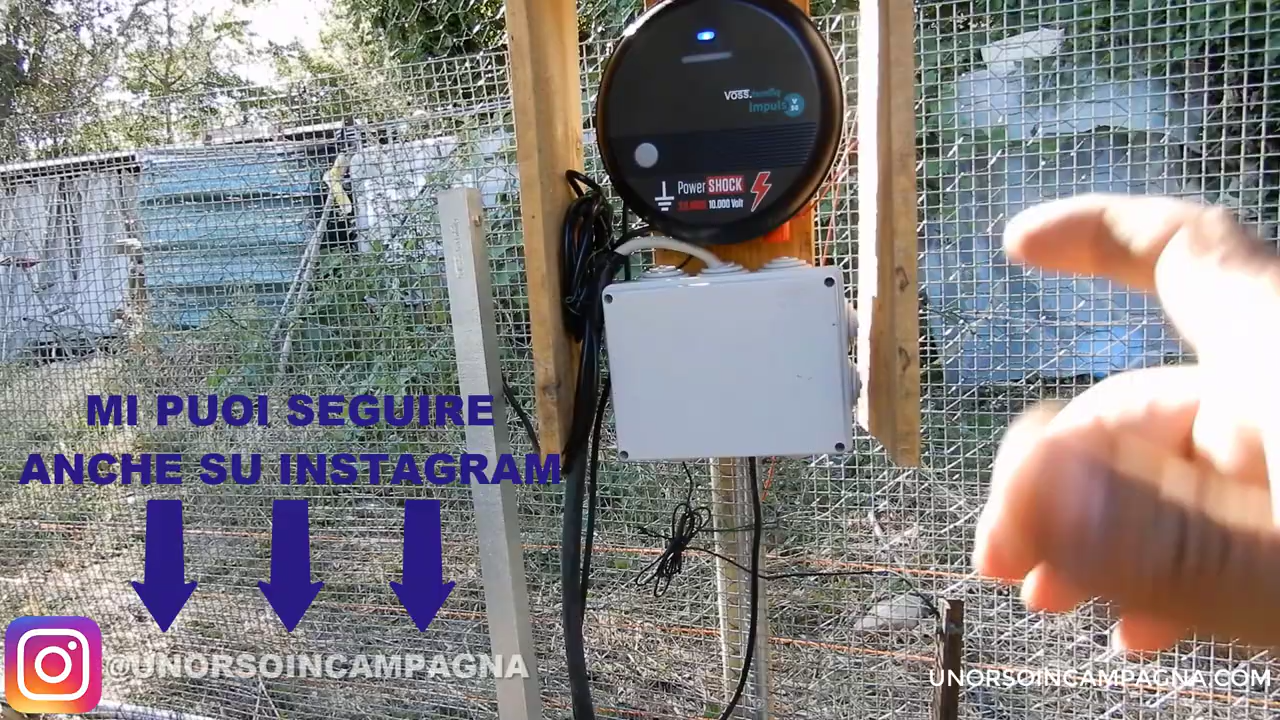 VOSS.farming
impuls
Power SHOCK
10.000 Volt
MI PUOI SEGUIRE
ANCHE SU INSTAGRAM
@UNORSOINCAMPAGNA
UNORSOINCAMPAGNA.COM